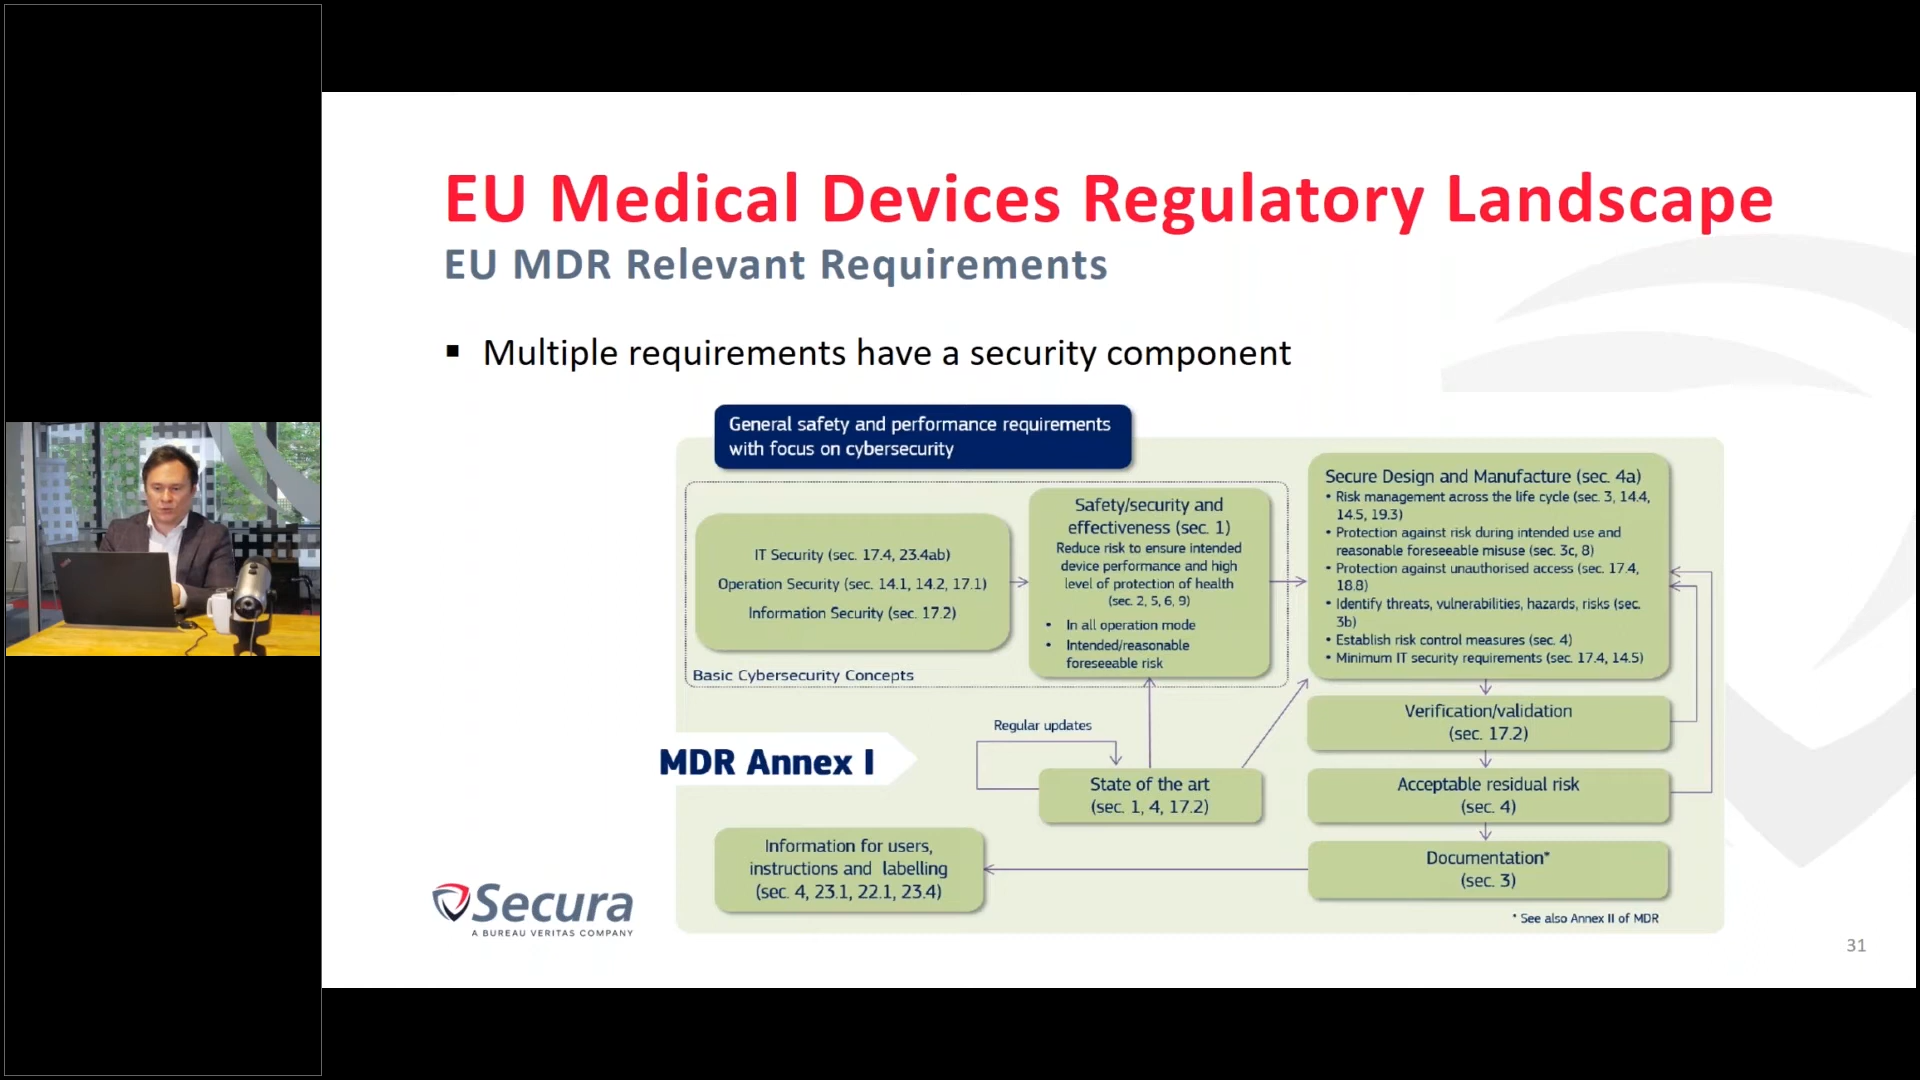 EU Medical Devices Regulatory Landscape
EU MDR Relevant Requirements
▪ Multiple requirements have a security component
General safety and performance requirements
with focus on cybersecurity
IT Security (sec. 17.4, 23.4ab)
Operation Security (sec. 14.1, 14.2, 17.1)
Information Security (sec. 17.2)
Basic Cybersecurity Concepts
Safety/security and
effectiveness (sec. 1)
Reduce risk to ensure intended
device performance and high
level of protection of health
(sec. 2, 5, 6, 9)
• In all operation mode
• Intended/reasonable
foreseeable risk
Secure Design and Manufacture (sec. 4a)
• Risk management across the life cycle (sec. 3, 14.4,
14.5, 19.3)
• Protection against risk during intended use and
reasonable foreseeable misuse (sec. 3c, 8)
• Protection against unauthorised access (sec. 17.4,
18.8)
• Identify threats, vulnerabilities, hazards, risks (sec.
3b)
• Establish risk control measures (sec. 4)
• Minimum IT security requirements (sec. 17.4, 14.5)
Verification/validation
(sec. 17.2)
Regular updates
MDR Annex I
State of the art
(sec. 1, 4, 17.2)
Acceptable residual risk
(sec. 4)
Information for users,
instructions and labelling
(sec. 4, 23.1, 22.1, 23.4)
Documentation*
(sec. 3)
* See also Annex II of MDR
Secura
A BUREAU VERITAS COMPANY
31